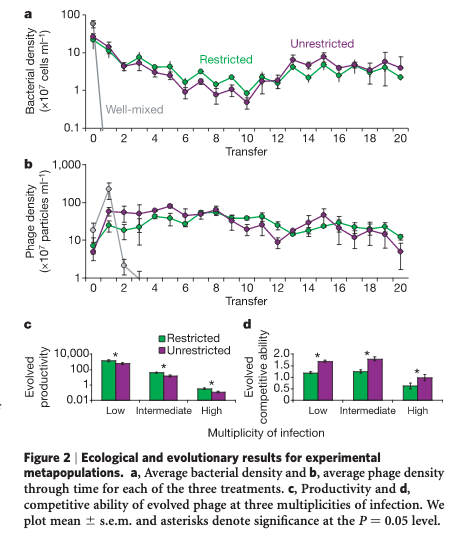 a
100
10
1
0.1
Bacterial density
(×10⁷ cells ml⁻¹)
Restricted
Unrestricted
Well-mixed
0 2 4 6 8 10 12 14 16 18 20
Transfer
b
1,000
100
10
1
Phage density
(×10⁷ particles ml⁻¹)
0 2 4 6 8 10 12 14 16 18 20
Transfer
c
Restricted
Unrestricted
10,000
100
1
0.01
Evolved
productivity
* * *
Low Intermediate High
d
2.0
1.5
1.0
0.5
0
Evolved
competitive ability
* * *
Low Intermediate High
Multiplicity of infection
Figure 2 | Ecological and evolutionary results for experimental
metapopulations. a, Average bacterial density and b, average phage density
through time for each of the three treatments. c, Productivity and d,
competitive ability of evolved phage at three multiplicities of infection. We
plot mean ± s.e.m. and asterisks denote significance at the P = 0.05 level.